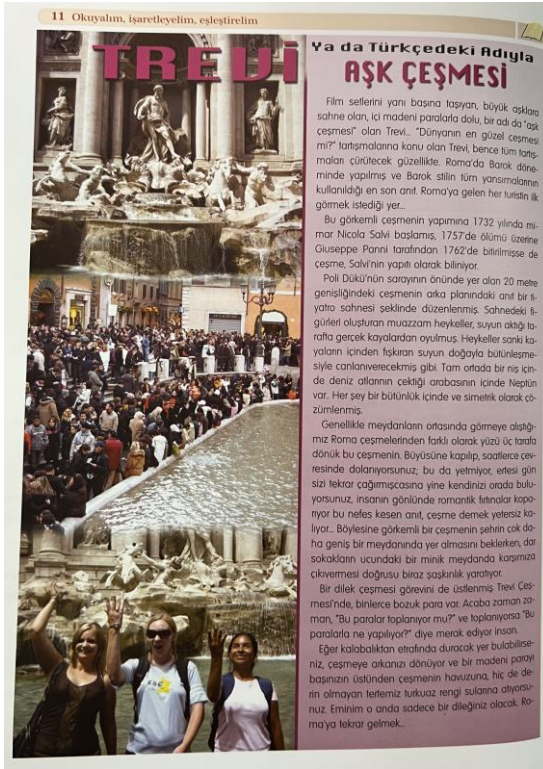 11 Okuyalım, işaretleyelim, eşleştirelim
TREVİ
Ya da Türkçedeki Adıyla
AŞK ÇEŞMESİ
Film setlerini yanı başına taşıyan, büyük aşklara
sahne olan, içi madeni paralarla dolu, bir adı da "aşk
çeşmesi" olan Trevi... "Dünyanın en güzel çeşmesi
mi?" tartışmalarına konu olan Trevi, bence tüm tartış-
maları çürütecek güzellikte. Roma'da Barok döne-
minde yapılmış ve Barok stilin tüm yansımalarının
kullanıldığı en son anıt. Roma'ya gelen her turistin ilk
görmek istediği yer...
Bu görkemli çeşmenin yapımına 1732 yılında mi-
mar Nicola Salvi başlamış, 1757'de ölümü üzerine
Giuseppe Panni tarafından 1762'de bitirilmişse de
çeşme, Salvi'nin yapıtı olarak biliniyor.
Poli Dükü'nün sarayının önünde yer alan 20 metre
genişliğindeki çeşmenin arka planındaki anıt bir ti-
yatro sahnesi şeklinde düzenlenmiş. Sahnedeki fi-
gürleri oluşturan muazzam heykeller, suyun aktığı ta-
rafta gerçek kayalardan oyulmuş. Heykeller sanki ka-
yaların içinden fışkıran suyun doğayla bütünleşme-
siyle canlanıverecekmiş gibi. Tam ortada bir niş için-
de deniz atlarının çektiği arabasının içinde Neptün
var. Her şey bir bütünlük içinde ve simetrik olarak çö-
zümlenmiş.
Genellikle meydanların ortasında görmeye alıştığı-
mız Roma çeşmelerinden farklı olarak yüzü üç tarafa
dönük bu çeşmenin. Büyüsüne kapılıp, saatlerce çev-
resinde dolanıyorsunuz; bu da yetmiyor, ertesi gün
sizi tekrar çağırmışcasına yine kendinizi orada bulu-
yorsunuz, insanın gönlünde romantik fırtınalar kopa-
rıyor bu nefes kesen anıt, çeşme demek yetersiz ka-
lıyor... Böylesine görkemli bir çeşmenin şehrin çok da-
ha geniş bir meydanında yer almasını beklerken, dar
sokakların ucundaki bir minik meydanda karşımıza
çıkıvermesi doğrusu biraz şaşkınlık yaratıyor.
Bir dilek çeşmesi görevini de üstlenmiş Trevi Çeş-
mesi'nde, binlerce bozuk para var. Acaba zaman za-
man, "Bu paralar toplanıyor mu?" ve toplanıyorsa "Bu
paralarla ne yapılıyor?" diye merak ediyor insan.
Eğer kalabalıktan etrafında duracak yer bulabilirse-
niz, çeşmeye arkanızı dönüyor ve bir madeni parayı
başınızın üstünden çeşmenin havuzuna, hiç de de-
rin olmayan tertemiz turkuaz rengi sularına atıyorsu-
nuz. Eminim o anda sadece bir dileğiniz olacak. Ro-
ma'ya tekrar gelmek...